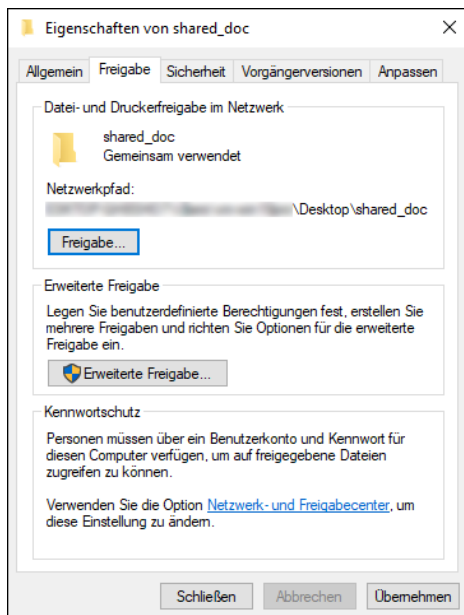 Eigenschaften von shared_doc
Allgemein Freigabe Sicherheit Vorgängerversionen Anpassen
Datei- und Druckerfreigabe im Netzwerk
shared_doc
Gemeinsam verwendet
Netzwerkpfad:
\Desktop\shared_doc
Freigabe...
Erweiterte Freigabe
Legen Sie benutzerdefinierte Berechtigungen fest, erstellen Sie
mehrere Freigaben und richten Sie Optionen für die erweiterte
Freigabe ein.
Erweiterte Freigabe...
Kennwortschutz
Personen müssen über ein Benutzerkonto und Kennwort für
diesen Computer verfügen, um auf freigegebene Dateien
zugreifen zu können.
Verwenden Sie die Option Netzwerk- und Freigabecenter, um
diese Einstellung zu ändern.
Schließen Abbrechen Übernehmen